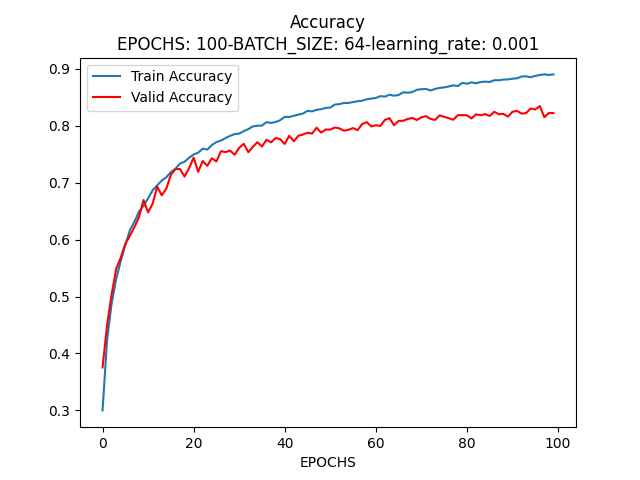 Accuracy
EPOCHS: 100-BATCH_SIZE: 64-learning_rate: 0.001
Train Accuracy
Valid Accuracy
0.9
0.8
0.7
0.6
0.5
0.4
0.3
0 20 40 60 80 100
EPOCHS